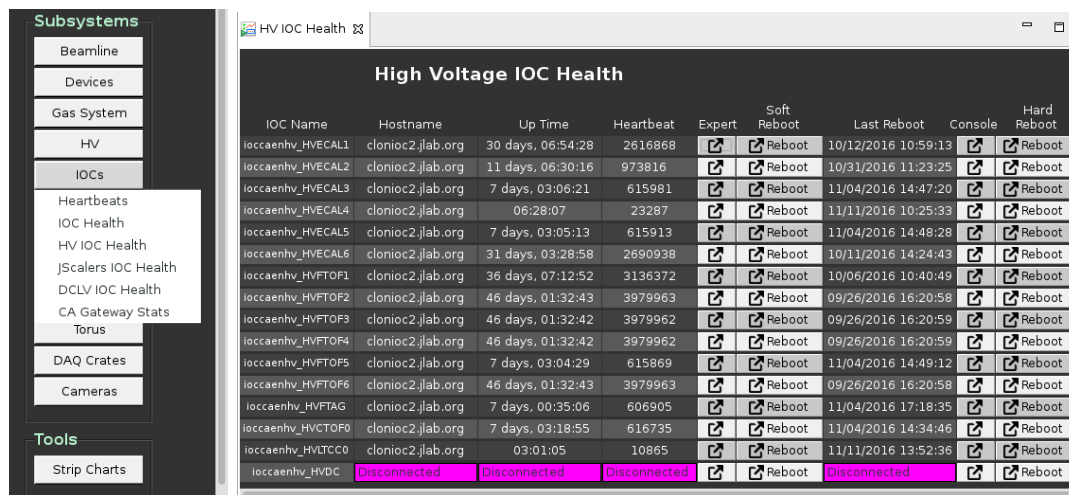 Subsystems
Beamline
Devices
Gas System
HV
IOCs
Heartbeats
IOC Health
HV IOC Health
JScalers IOC Health
DCLV IOC Health
CA Gateway Stats
Torus
DAQ Crates
Cameras
Tools
Strip Charts
HV IOC Health
High Voltage IOC Health
IOC Name Hostname Up Time Heartbeat Expert Soft Reboot Last Reboot Console Hard Reboot
ioccaenhv_HVECAL1 clonioc2.jlab.org 30 days, 06:54:28 2616868 Reboot 10/12/2016 10:59:13 Reboot
ioccaenhv_HVECAL2 clonioc2.jlab.org 11 days, 06:30:16 973816 Reboot 10/31/2016 11:23:25 Reboot
ioccaenhv_HVECAL3 clonioc2.jlab.org 7 days, 03:06:21 615981 Reboot 11/04/2016 14:47:20 Reboot
ioccaenhv_HVECAL4 clonioc2.jlab.org 06:28:07 23287 Reboot 11/11/2016 10:25:33 Reboot
ioccaenhv_HVECAL5 clonioc2.jlab.org 7 days, 03:05:13 615913 Reboot 11/04/2016 14:48:28 Reboot
ioccaenhv_HVECAL6 clonioc2.jlab.org 31 days, 03:28:58 2690938 Reboot 10/11/2016 14:24:43 Reboot
ioccaenhv_HVFTOF1 clonioc2.jlab.org 36 days, 07:12:52 3136372 Reboot 10/06/2016 10:40:49 Reboot
ioccaenhv_HVFTOF2 clonioc2.jlab.org 46 days, 01:32:43 3979963 Reboot 09/26/2016 16:20:58 Reboot
ioccaenhv_HVFTOF3 clonioc2.jlab.org 46 days, 01:32:42 3979962 Reboot 09/26/2016 16:20:59 Reboot
ioccaenhv_HVFTOF4 clonioc2.jlab.org 46 days, 01:32:42 3979962 Reboot 09/26/2016 16:20:59 Reboot
ioccaenhv_HVFTOF5 clonioc2.jlab.org 7 days, 03:04:29 615869 Reboot 11/04/2016 14:49:12 Reboot
ioccaenhv_HVFTOF6 clonioc2.jlab.org 46 days, 01:32:43 3979963 Reboot 09/26/2016 16:20:58 Reboot
ioccaenhv_HVFTAG clonioc2.jlab.org 7 days, 00:35:06 606905 Reboot 11/04/2016 17:18:35 Reboot
ioccaenhv_HVCTOF0 clonioc2.jlab.org 7 days, 03:18:55 616735 Reboot 11/04/2016 14:34:46 Reboot
ioccaenhv_HVLTCC0 clonioc2.jlab.org 03:01:05 10865 Reboot 11/11/2016 13:52:36 Reboot
ioccaenhv_HVDC Disconnected Disconnected Disconnected Reboot Disconnected Reboot